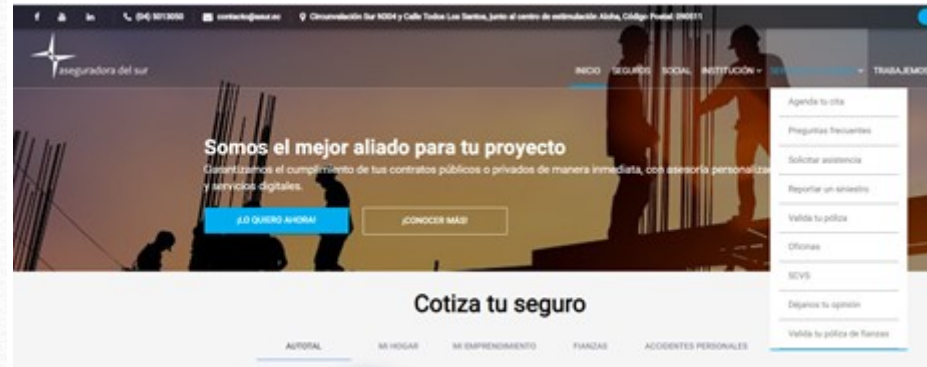 (04) 5013050 contacto@asur.ec Circunvalación Sur N304 y Calle Todos Los Santos, junto al centro de estimulación Aloha, Código Postal: 090511
aseguradora del sur
INICIO SEGUROS SOCIAL INSTITUCIÓN TRABAJEMOS
Agenda tu cita
Preguntas frecuentes
Solicitar asistencia
Reportar un siniestro
Valida tu póliza
Oficinas
SCVS
Déjanos tu opinión
Valida tu póliza de fianzas
Somos el mejor aliado para tu proyecto
Garantizamos el cumplimiento de tus contratos públicos o privados de manera inmediata, con asesoría personaliza
y servicios digitales.
¡LO QUIERO AHORA! ¡CONOCER MÁS!
Cotiza tu seguro
AUTOTAL MI HOGAR MI EMPRENDIMIENTO FIANZAS ACCIDENTES PERSONALES